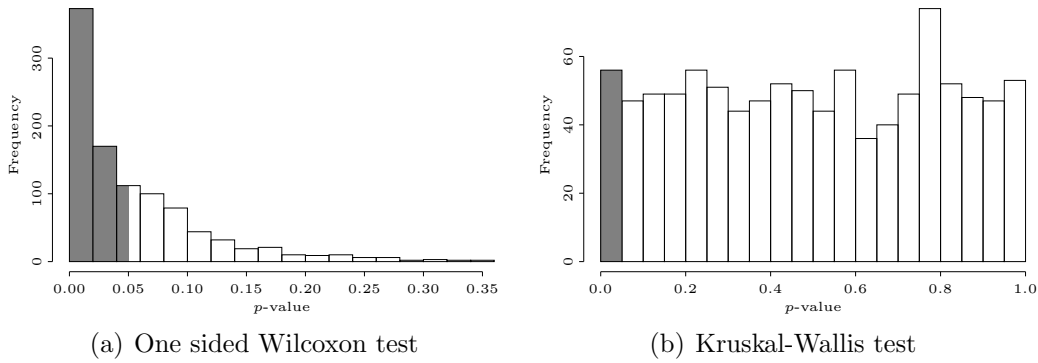 Frequency
0 100 200 300
0.00 0.05 0.10 0.15 0.20 0.25 0.30 0.35
p-value
(a) One sided Wilcoxon test
Frequency
0 20 40 60
0.0 0.2 0.4 0.6 0.8 1.0
p-value
(b) Kruskal-Wallis test